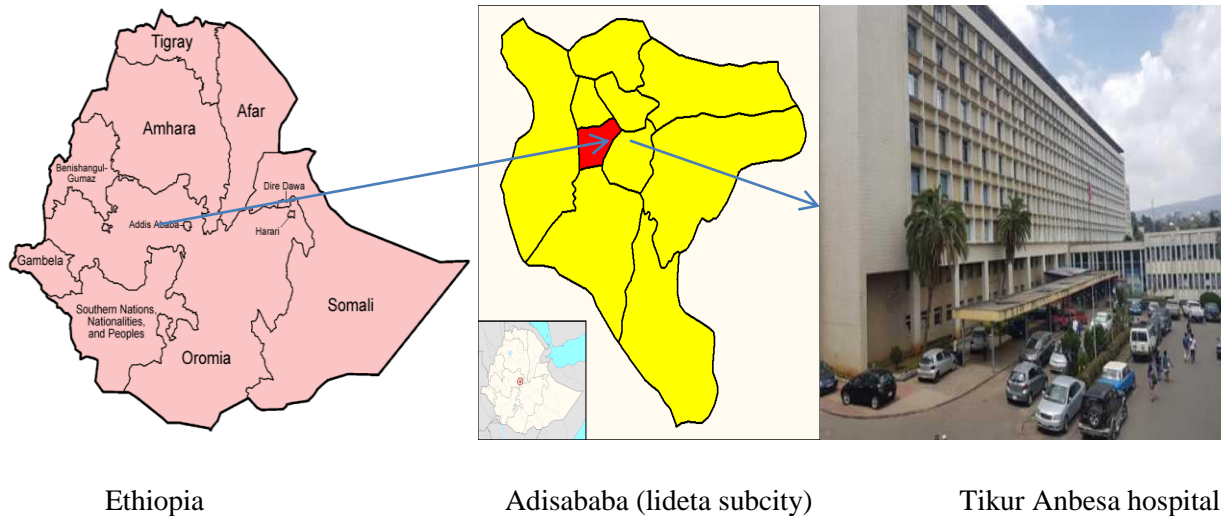 Tigray
Afar
Amhara
Benishangul-
Gumaz
Dire Dawa
Addis Ababa
Harari
Gambela
Somali
Southern Nations,
Nationalities,
and Peoples
Oromia
Ethiopia
Adisababa (lideta subcity)
Tikur Anbesa hospital